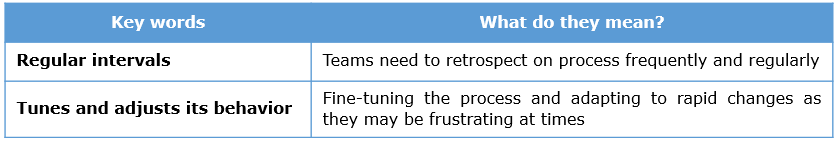 Key words What do they mean?
Regular intervals Teams need to retrospect on process frequently and regularly
Tunes and adjusts its behavior Fine-tuning the process and adapting to rapid changes as
they may be frustrating at times